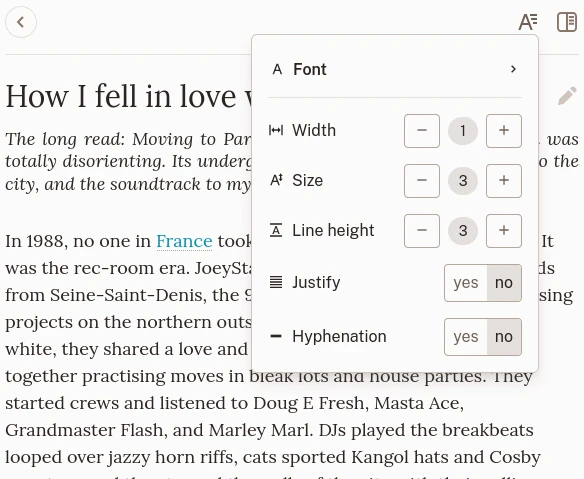 How I fell in love w
The long read: Moving to Par was
totally disorienting. Its underg o the
city, and the soundtrack to my
Font
Width 1
Size 3
Line height 3
Justify yes no
Hyphenation yes no
In 1988, no one in France took It
was the rec-room era. JoeySta ds
from Seine-Saint-Denis, the 9 sing
projects on the northern outs
white, they shared a love and
together practising moves in bleak lots and house parties. They
started crews and listened to Doug E Fresh, Masta Ace,
Grandmaster Flash, and Marley Marl. DJs played the breakbeats
looped over jazzy horn riffs, cats sported Kangol hats and Cosby